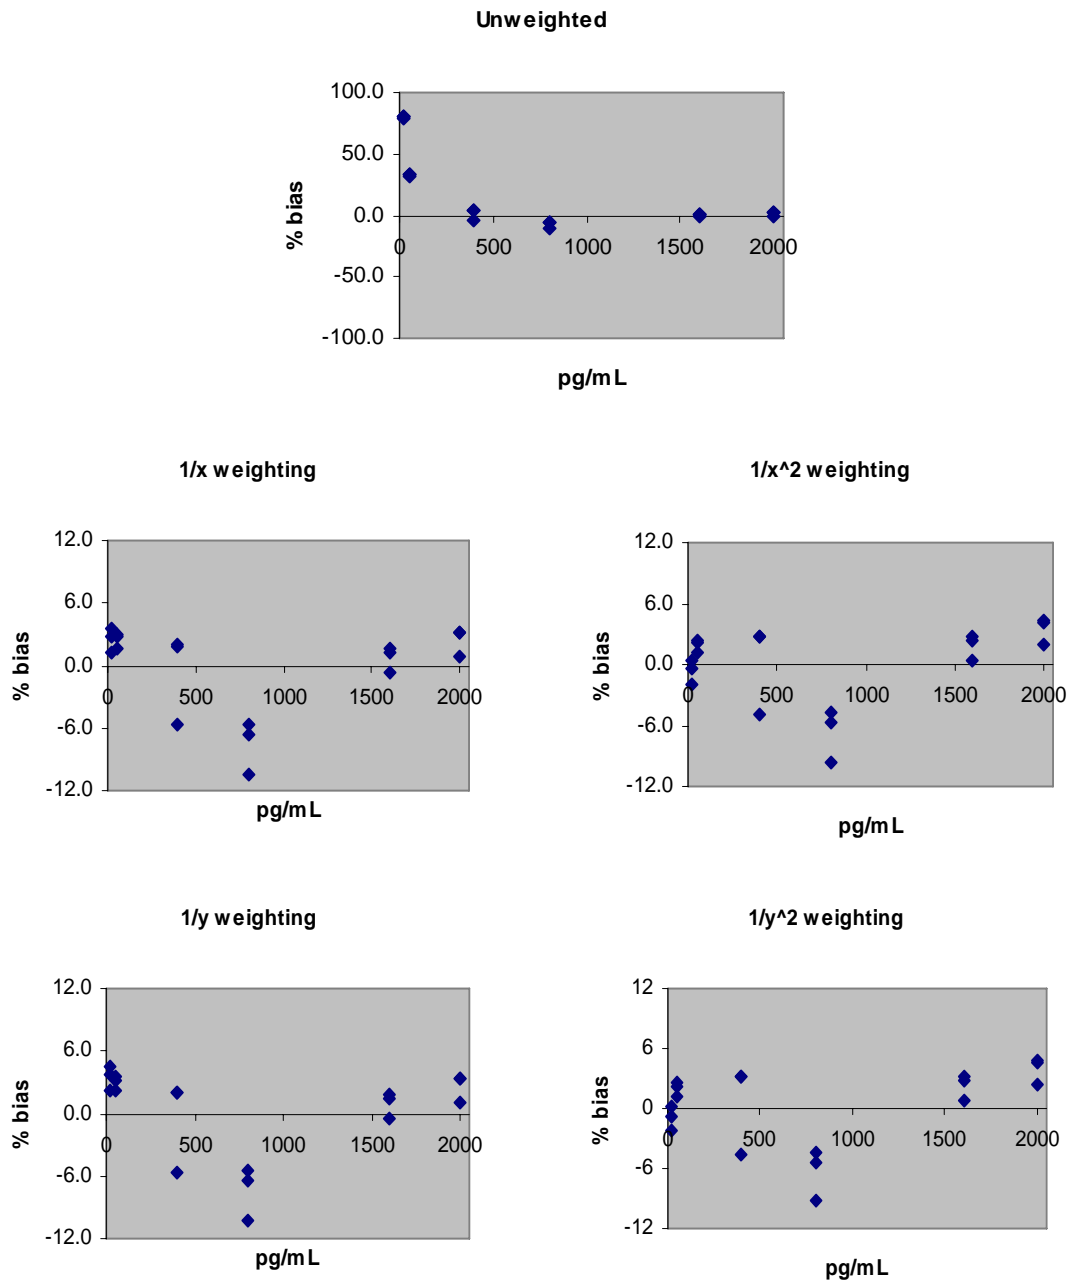 Unweighted
100.0
50.0
0.0
-50.0
-100.0
0 500 1000 1500 2000
% bias
pg/mL
1/x weighting
12.0
6.0
0.0
-6.0
-12.0
0 500 1000 1500 2000
% bias
pg/mL
1/x^2 weighting
12.0
6.0
0.0
-6.0
-12.0
0 500 1000 1500 2000
% bias
pg/mL
1/y weighting
12.0
6.0
0.0
-6.0
-12.0
0 500 1000 1500 2000
% bias
pg/mL
1/y^2 weighting
12
6
0
-6
-12
0 500 1000 1500 2000
% bias
pg/mL